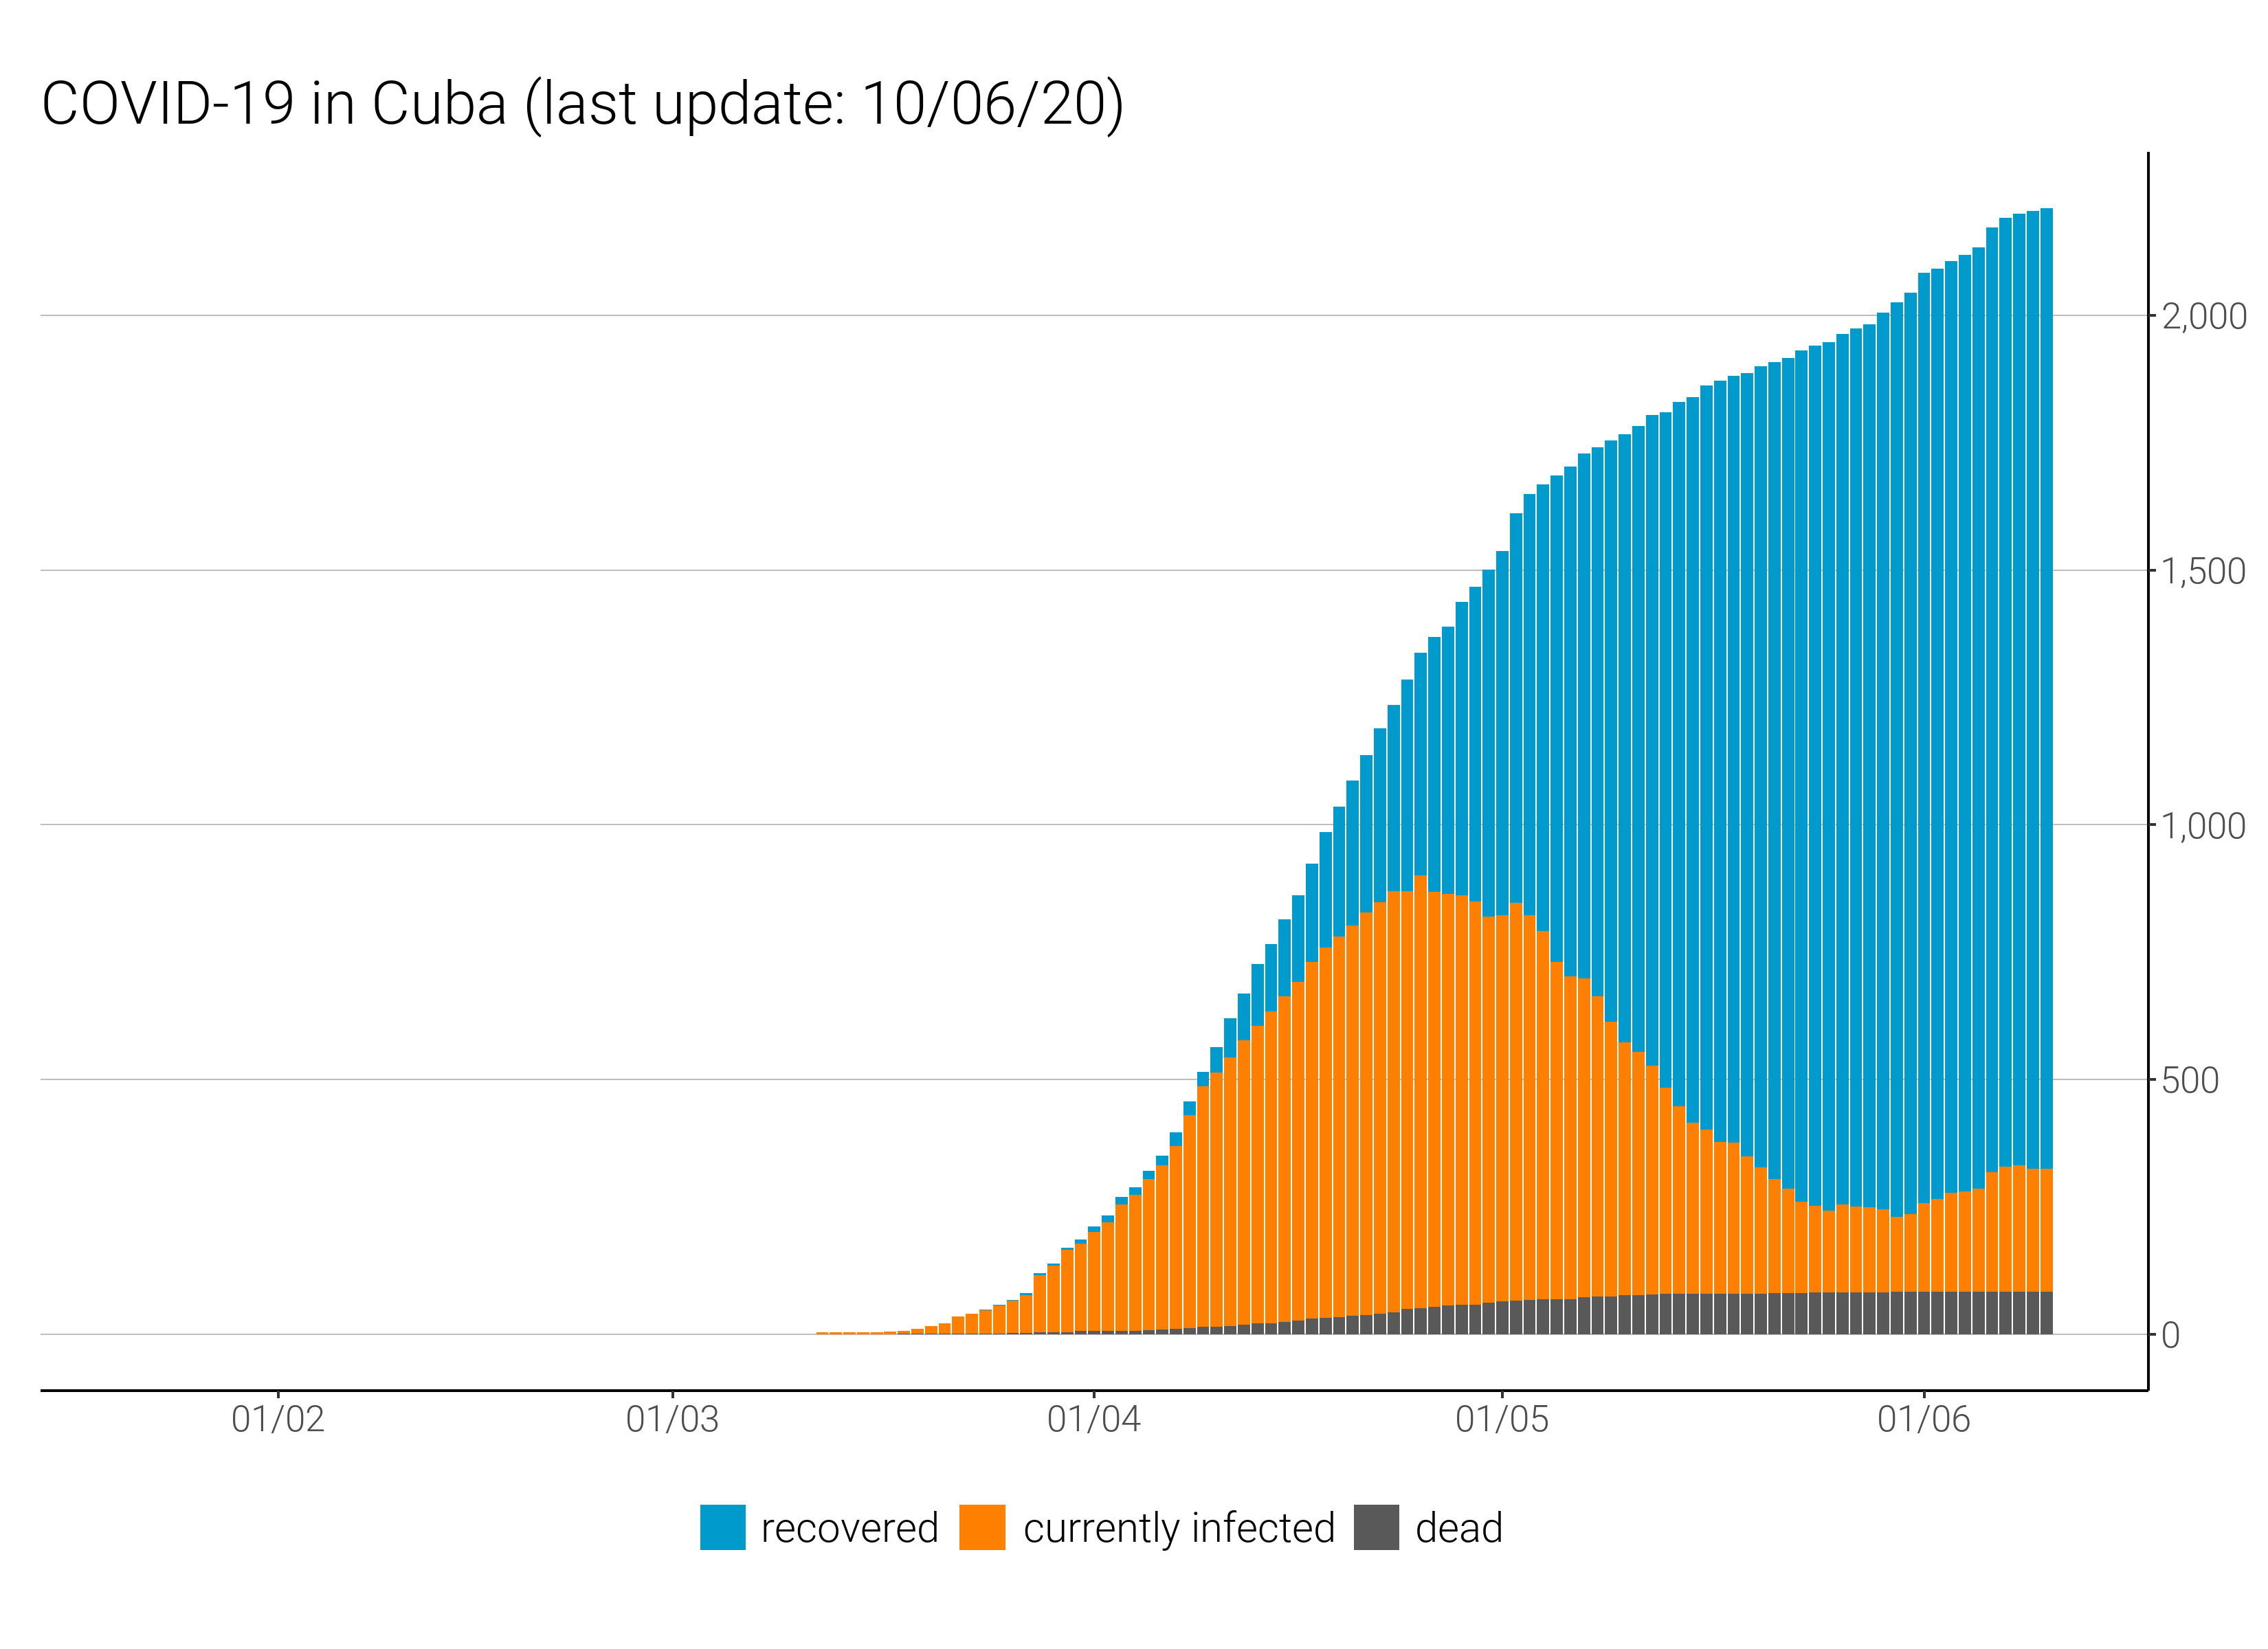 COVID-19 in Cuba (last update: 10/06/20)
2,000
1,500
1,000
500
0
01/02 01/03 01/04 01/05 01/06
recovered currently infected dead